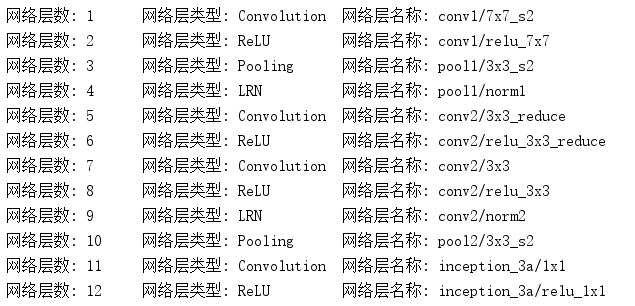 网络层数: 1 网络层类型: Convolution 网络层名称: conv1/7x7_s2
网络层数: 2 网络层类型: ReLU 网络层名称: conv1/relu_7x7
网络层数: 3 网络层类型: Pooling 网络层名称: pool1/3x3_s2
网络层数: 4 网络层类型: LRN 网络层名称: pool1/norm1
网络层数: 5 网络层类型: Convolution 网络层名称: conv2/3x3_reduce
网络层数: 6 网络层类型: ReLU 网络层名称: conv2/relu_3x3_reduce
网络层数: 7 网络层类型: Convolution 网络层名称: conv2/3x3
网络层数: 8 网络层类型: ReLU 网络层名称: conv2/relu_3x3
网络层数: 9 网络层类型: LRN 网络层名称: conv2/norm2
网络层数: 10 网络层类型: Pooling 网络层名称: pool2/3x3_s2
网络层数: 11 网络层类型: Convolution 网络层名称: inception_3a/1x1
网络层数: 12 网络层类型: ReLU 网络层名称: inception_3a/relu_1x1